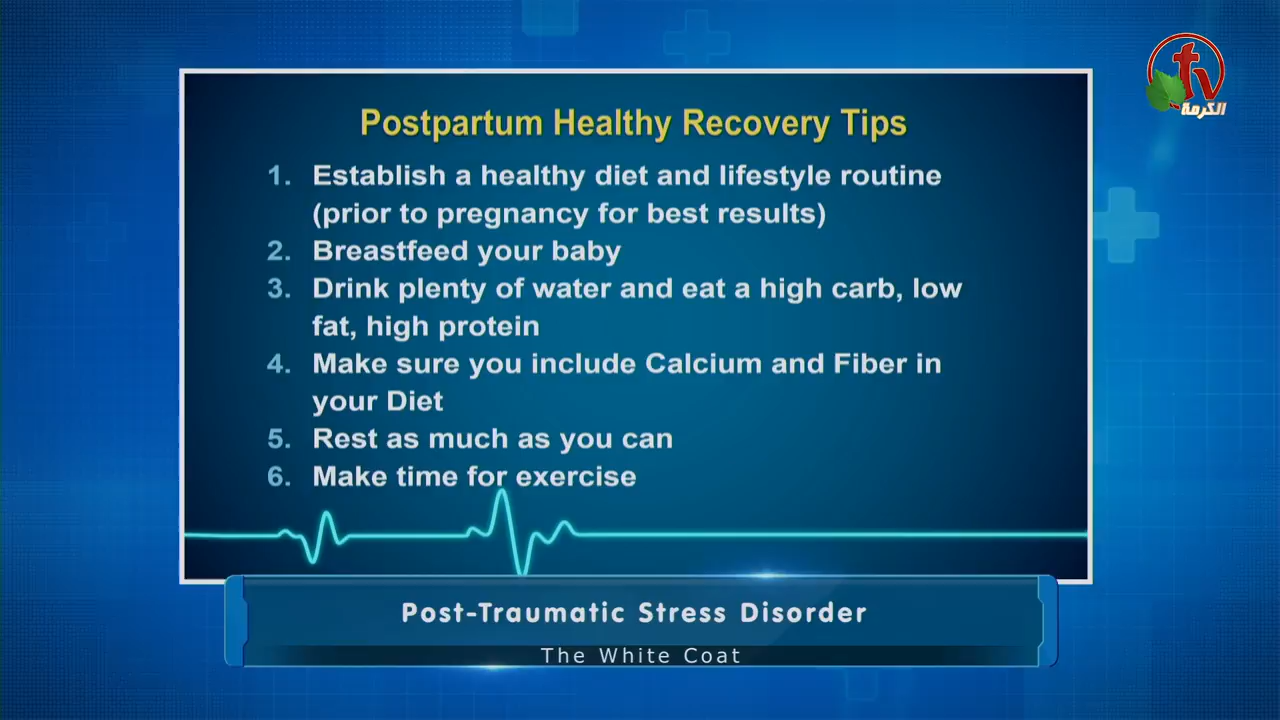 tv
الكرمة
Postpartum Healthy Recovery Tips
1. Establish a healthy diet and lifestyle routine
(prior to pregnancy for best results)
2. Breastfeed your baby
3. Drink plenty of water and eat a high carb, low
fat, high protein
4. Make sure you include Calcium and Fiber in
your Diet
5. Rest as much as you can
6. Make time for exercise
Post-Traumatic Stress Disorder
The White Coat